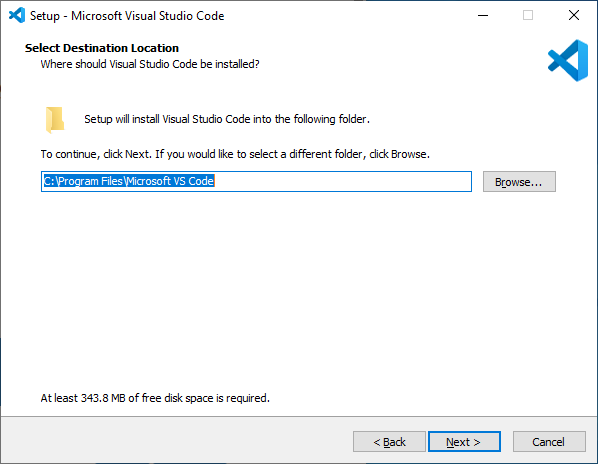 Setup - Microsoft Visual Studio Code
Select Destination Location
Where should Visual Studio Code be installed?
Setup will install Visual Studio Code into the following folder.
To continue, click Next. If you would like to select a different folder, click Browse.
C:\Program Files\Microsoft VS Code
Browse...
At least 343.8 MB of free disk space is required.
< Back
Next >
Cancel